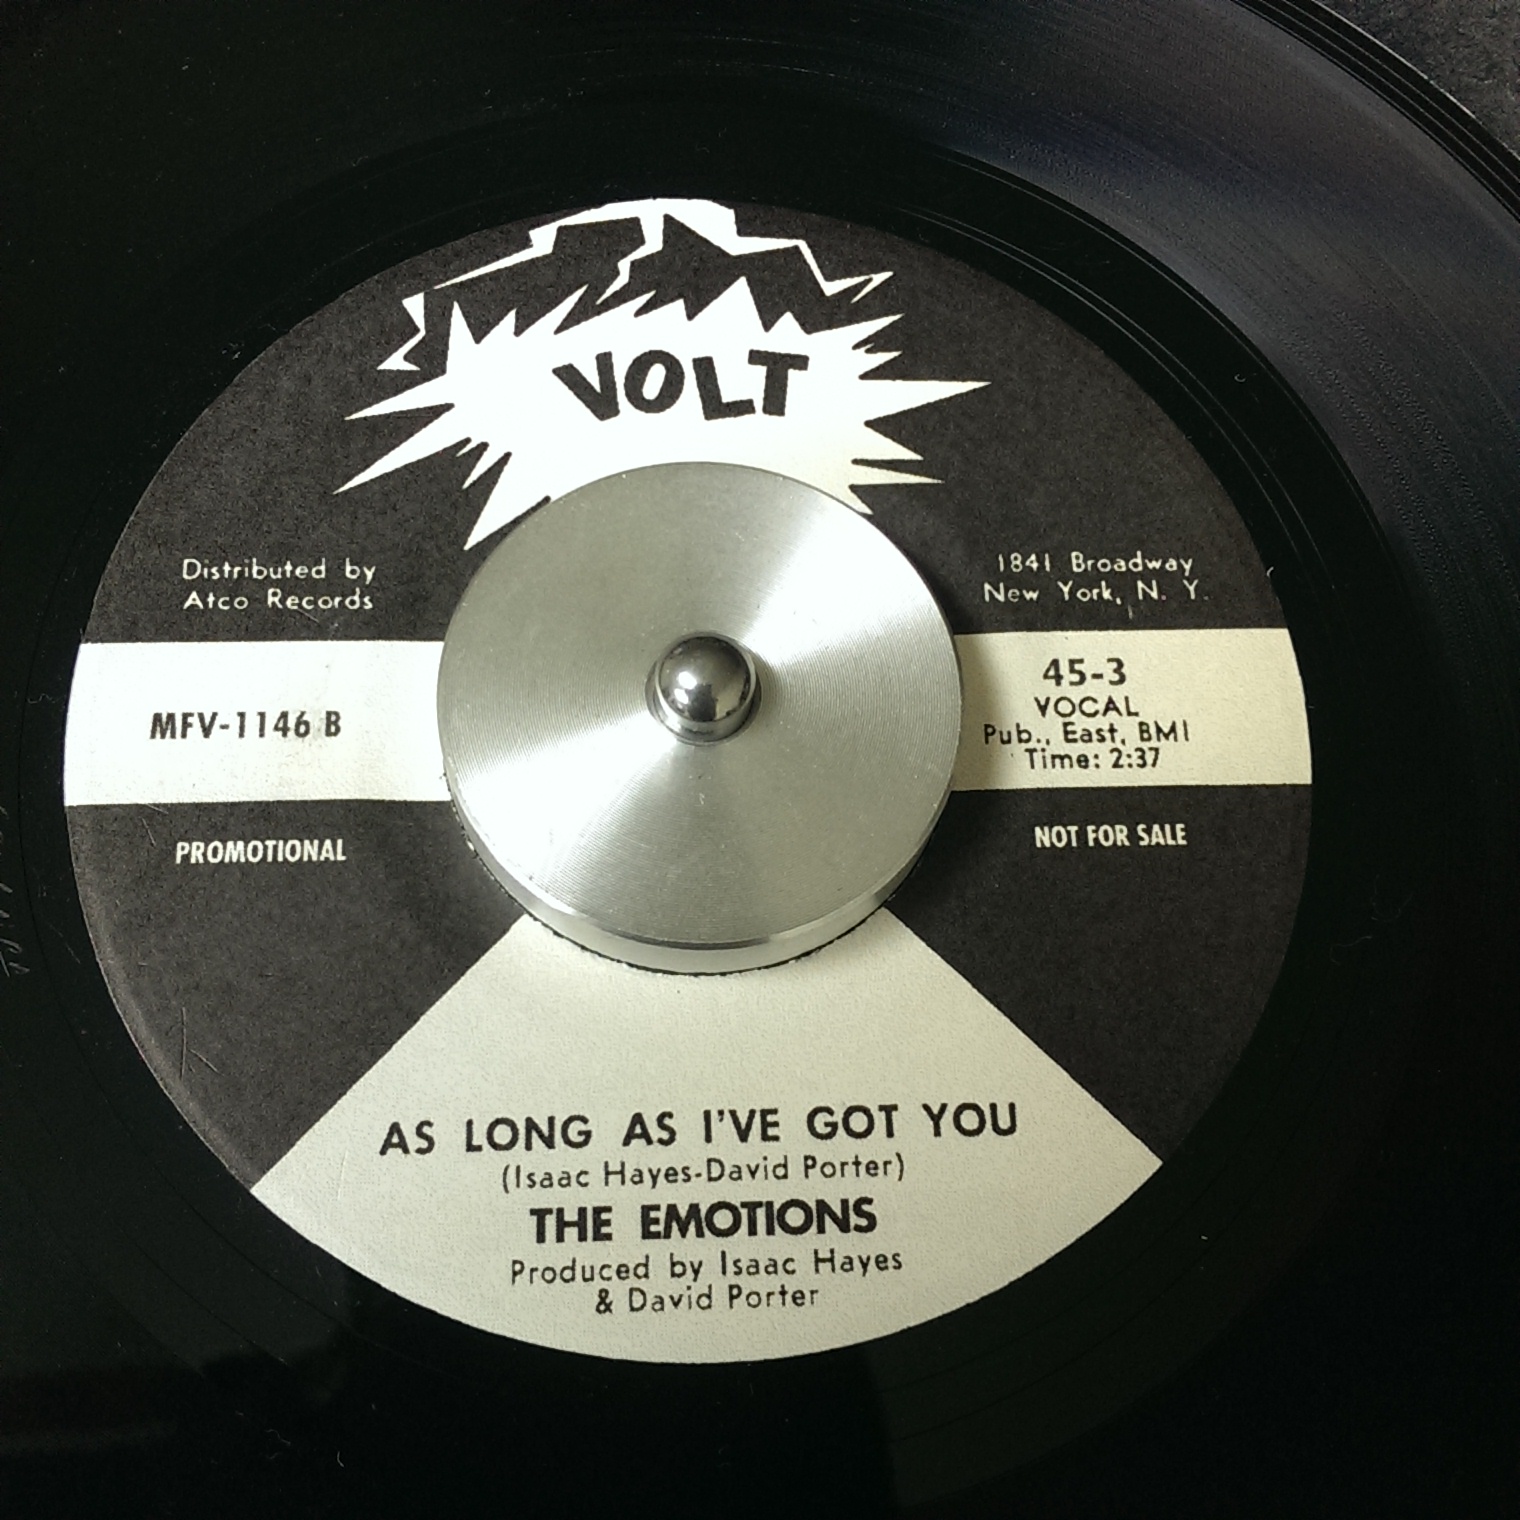 VOLT
Distributed by
Atco Records
1841 Broadway
New York, N. Y.
MFV-1146 B
45-3
VOCAL
Pub., East, BMI
Time: 2:37
PROMOTIONAL
NOT FOR SALE
AS LONG AS I'VE GOT YOU
(Isaac Hayes-David Porter)
THE EMOTIONS
Produced by Isaac Hayes
& David Porter